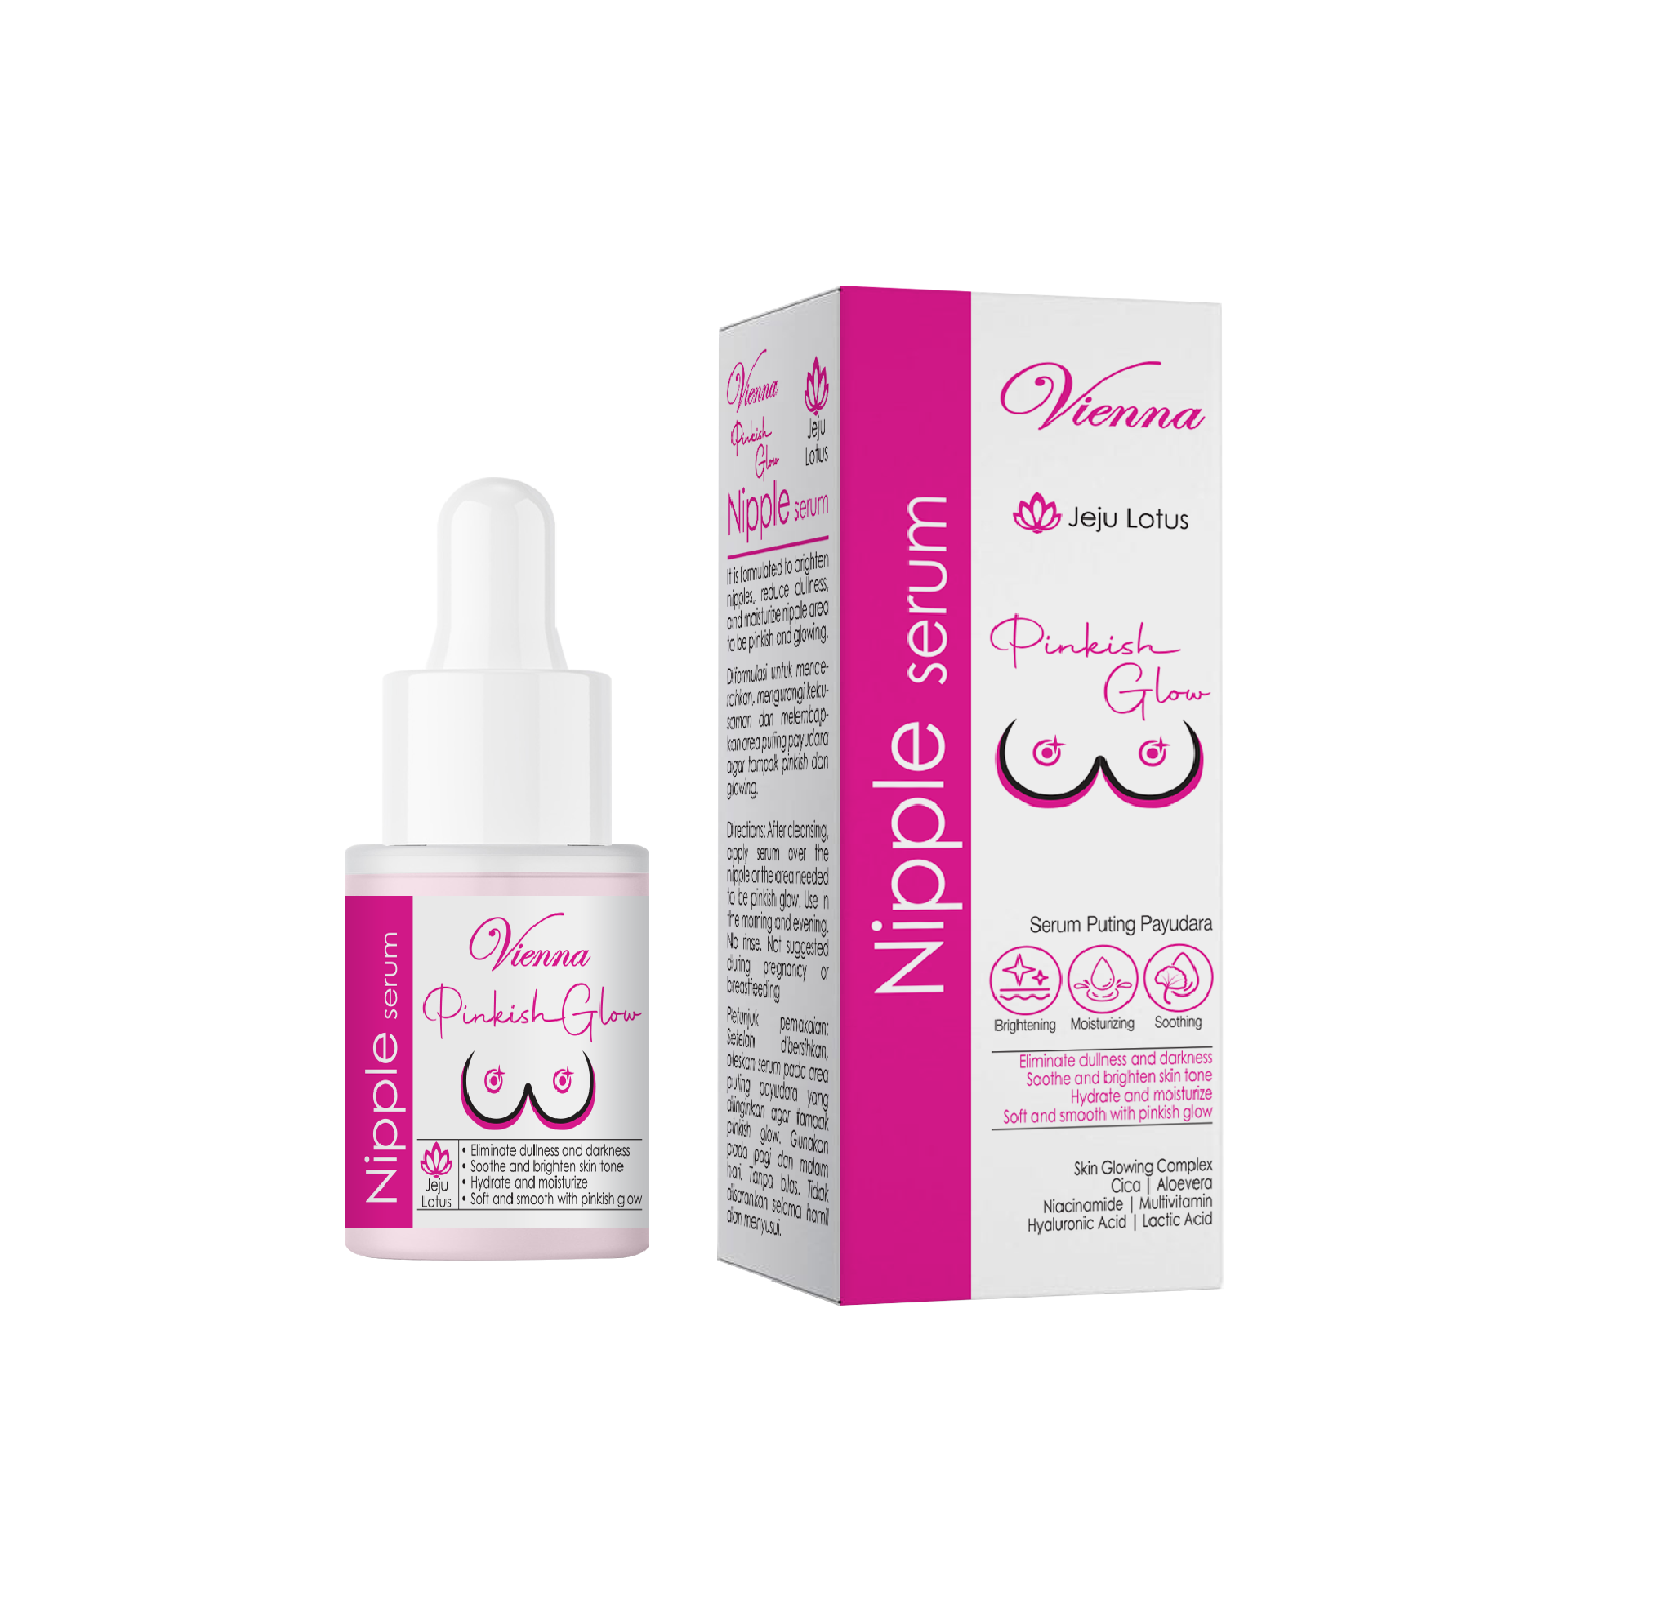 Vienna
Pinkish Glow
Nipple serum
Jeju
Lotus
• Eliminate dullness and darkness
• Soothe and brighten skin tone
• Hydrate and moisturize
• Soft and smooth with pinkish glow
Vienna
Pinkish
Glow
Jeju
Lotus
Nipple serum
It is formulated to brighten
nipples, reduce dullness,
and moisturize nipple area
to be pinkish and glowing.
Diformulasi untuk mence-
rahkan, mengurangi keku-
saman dan melembap-
kan area puting payudara
agar tampak pinkish dan
glowing.
Directions: After cleansing,
apply serum over the
nipple or the area needed
to be pinkish glow. Use in
the morning and evening.
No rinse. Not suggested
during pregnancy or
breastfeeding
Petunjuk pemakaian:
Setelah dibersihkan,
oleskan serum pada area
puting payudara yang
diinginkan agar tampak
pinkish glow. Gunakan
pada pagi dan malam
hari. Tanpa bilas. Tidak
disarankan selama hamil
dan menyusui.
Nipple serum
Vienna
Jeju Lotus
Pinkish
Glow
Serum Puting Payudara
Brightening Moisturizing Soothing
Eliminate dullness and darkness
Soothe and brighten skin tone
Hydrate and moisturize
Soft and smooth with pinkish glow
Skin Glowing Complex
Cica | Aloevera
Niacinamide | Multivitamin
Hyaluronic Acid | Lactic Acid